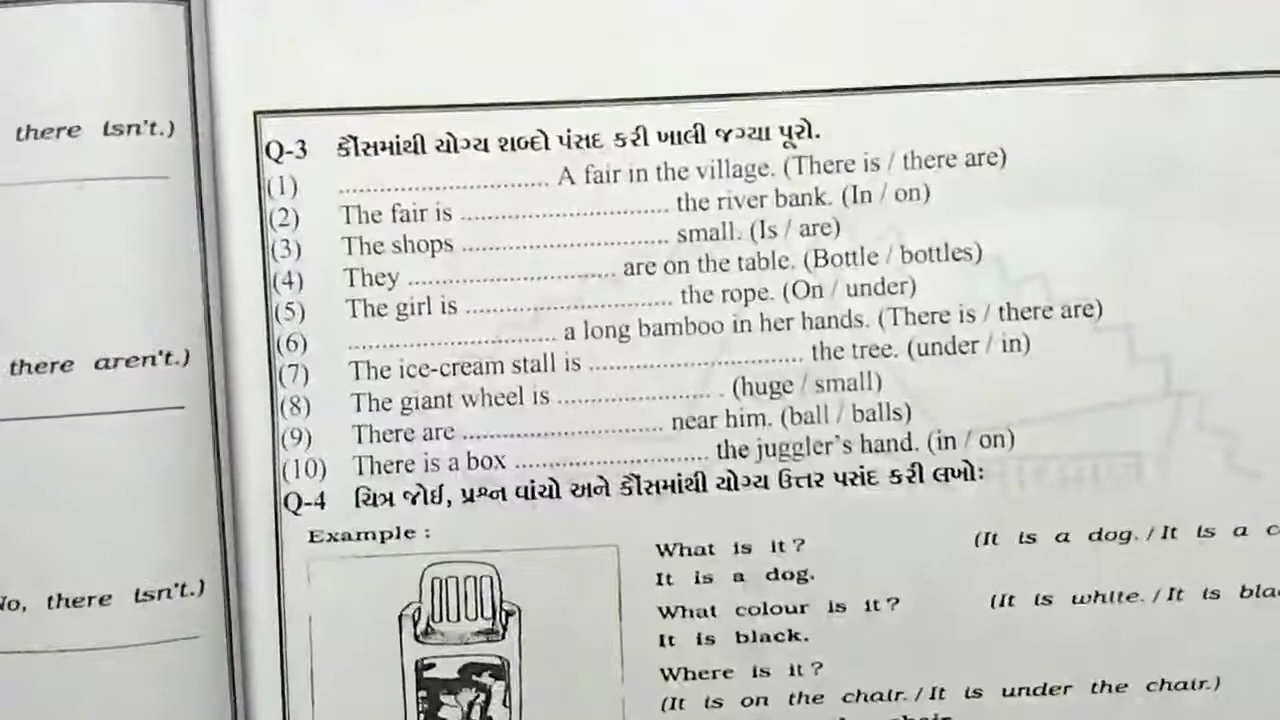 there isn't.)
there aren't.)
No, there isn't.)
Q-3 કૌંસમાંથી યોગ્ય શબ્દો પંસદ કરી ખાલી જગ્યા પૂરો.
(1) .............................. A fair in the village. (There is / there are)
(2) The fair is .............................. the river bank. (In / on)
(3) The shops .............................. small. (Is / are)
(4) They .............................. are on the table. (Bottle / bottles)
(5) The girl is .............................. the rope. (On / under)
(6) .............................. a long bamboo in her hands. (There is / there are)
(7) The ice-cream stall is .............................. the tree. (under / in)
(8) The giant wheel is ...................... . (huge / small)
(9) There are .............................. near him. (ball / balls)
(10) There is a box ............................ the juggler's hand. (in / on)
Q-4 ચિત્ર જોઈ, પ્રશ્ન વાંચો અને કૌંસમાંથી યોગ્ય ઉત્તર પસંદ કરી લખોઃ
Example :
What is it? (It is a dog. / It is a
It is a dog.
What colour is it? (It is white. / It is
It is black.
Where is it?
(It is on the chair. / It is under the chair.)